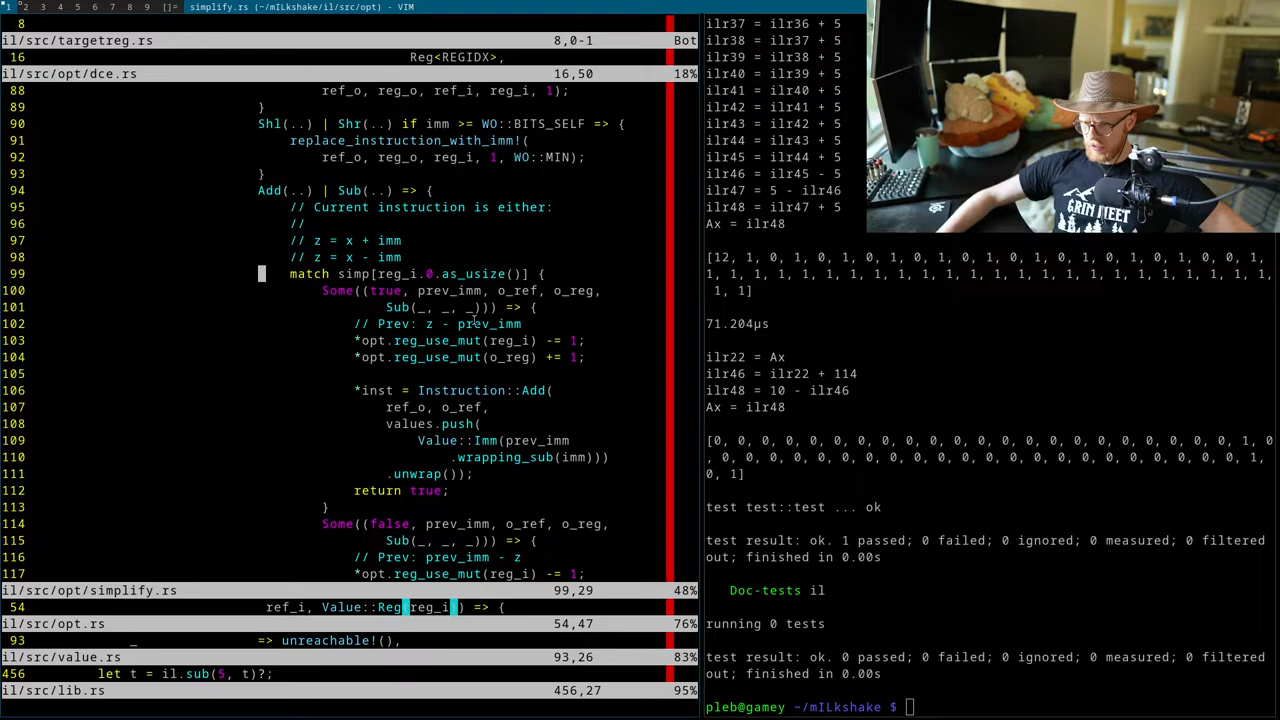 1 2 3 4 5 6 7 8 9 []= simplify.rs (~/mILkshake/il/src/opt) - VIM
8
il/src/targetreg.rs 8,0-1 Bot
16 Reg<REGIDX>,
il/src/opt/dce.rs 16,50 18%
88 ref_o, reg_o, ref_i, reg_i, 1);
89 }
90 Shl(..) | Shr(..) if imm >= WO::BITS_SELF => {
91 replace_instruction_with_imm!(
92 ref_o, reg_o, reg_i, 1, WO::MIN);
93 }
94 Add(..) | Sub(..) => {
95 // Current instruction is either:
96 //
97 // z = x + imm
98 // z = x - imm
99 match simp[reg_i.0.as_usize()] {
100 Some((true, prev_imm, o_ref, o_reg,
101 Sub(_, _, _))) => {
102 // Prev: z - prev_imm
103 *opt.reg_use_mut(reg_i) -= 1;
104 *opt.reg_use_mut(o_reg) += 1;
105
106 *inst = Instruction::Add(
107 ref_o, o_ref,
108 values.push(
109 Value::Imm(prev_imm
110 .wrapping_sub(imm)))
111 .unwrap());
112 return true;
113 }
114 Some((false, prev_imm, o_ref, o_reg,
115 Sub(_, _, _))) => {
116 // Prev: prev_imm - z
117 *opt.reg_use_mut(reg_i) -= 1;
il/src/opt/simplify.rs 99,29 48%
54 ref_i, Value::Reg(reg_i)) => {
il/src/opt.rs 54,47 76%
93 _ => unreachable!(),
il/src/value.rs 93,26 83%
456 let t = il.sub(5, t)?;
il/src/lib.rs 456,27 95%
ilr37 = ilr36 + 5
ilr38 = ilr37 + 5
ilr39 = ilr38 + 5
ilr40 = ilr39 + 5
ilr41 = ilr40 + 5
ilr42 = ilr41 + 5
ilr43 = ilr42 + 5
ilr44 = ilr43 + 5
ilr45 = ilr44 + 5
ilr46 = ilr45 - 5
ilr47 = 5 - ilr46
ilr48 = ilr47 + 5
Ax = ilr48
[12, 1, 0, 1, 0, 1, 0, 1, 0, 1, 0, 1, 0, 1, 0, 1, 0, 1, 0, 1, 0, 1, 0, 1,
1, 1, 1, 1, 1, 1, 1, 1, 1, 1, 1, 1, 1, 1, 1, 1, 1, 1, 1, 1, 1, 1, 1,
1, 1]
71.204µs
ilr22 = Ax
ilr46 = ilr22 + 114
ilr48 = 10 - ilr46
Ax = ilr48
[0, 0, 0, 0, 0, 0, 0, 0, 0, 0, 0, 0, 0, 0, 0, 0, 0, 0, 0, 0, 0, 0, 1, 0
, 0, 0, 0, 0, 0, 0, 0, 0, 0, 0, 0, 0, 0, 0, 0, 0, 0, 0, 0, 0, 0, 0, 1,
0, 1]
test test::test ... ok
test result: ok. 1 passed; 0 failed; 0 ignored; 0 measured; 0 filtered
out; finished in 0.00s
Doc-tests il
running 0 tests
test result: ok. 0 passed; 0 failed; 0 ignored; 0 measured; 0 filtered
out; finished in 0.00s
pleb@gamey ~/mILkshake $